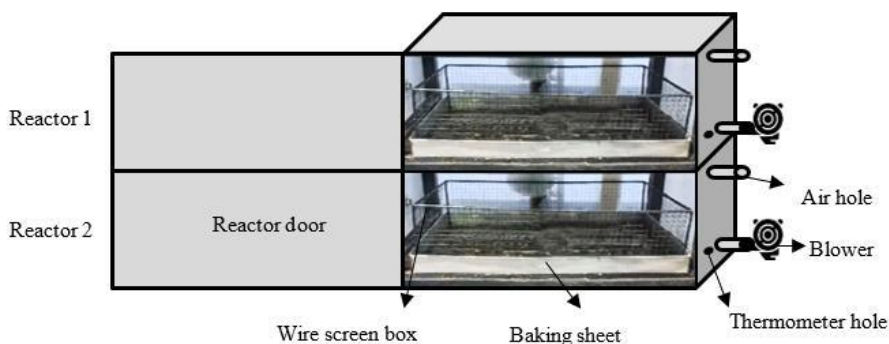 Reactor 1
Air hole
Reactor 2
Reactor door
Blower
Wire screen box
Baking sheet
Thermometer hole